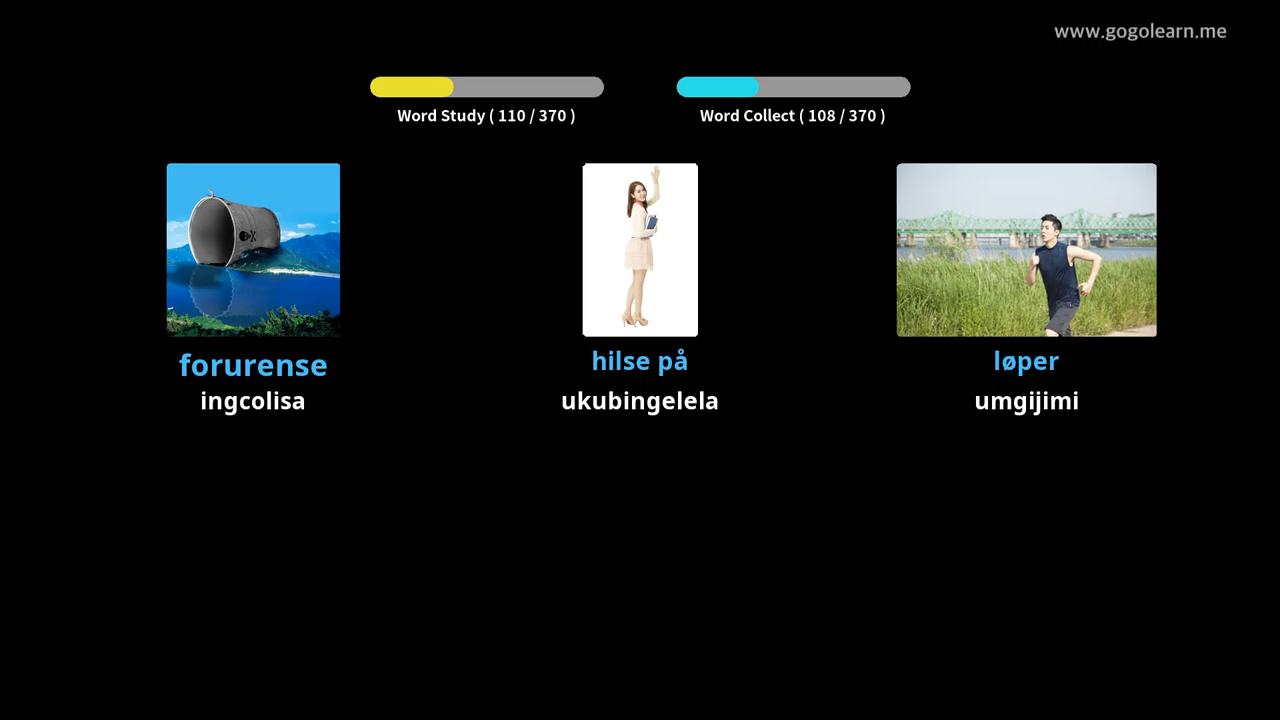 www.gogolearn.me
Word Study ( 110 / 370 )
Word Collect ( 108 / 370 )
forurense
ingcolisa
hilse på
ukubingelela
løper
umgijimi